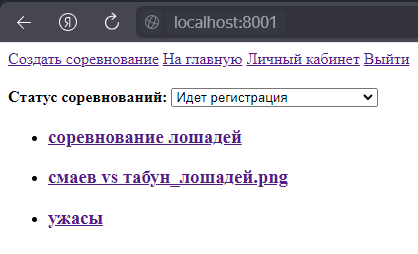 localhost:8001
Создать соревнование На главную Личный кабинет Выйти
Статус соревнований: Идет регистрация
соревнование лошадей
смаев vs табун_лошадей.png
ужасы